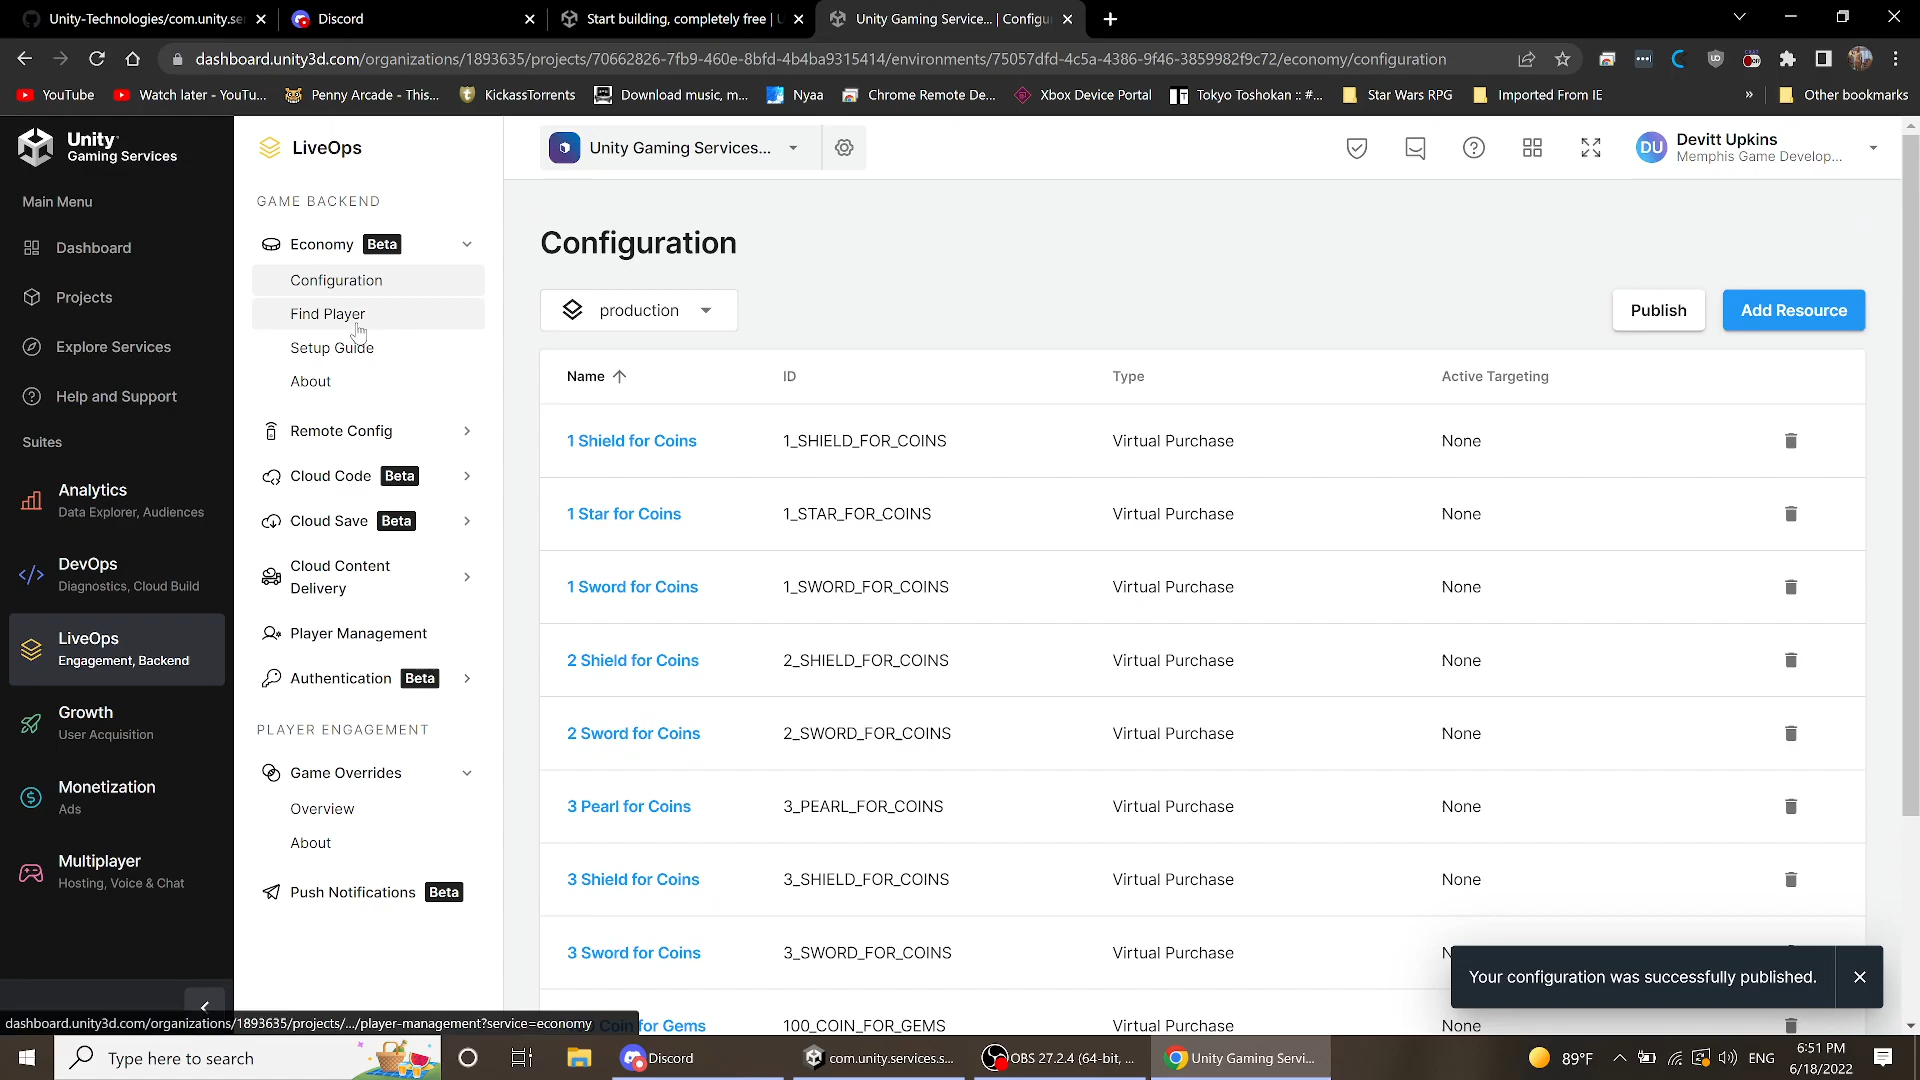 Unity-Technologies/com.unity.se
Discord
Start building, completely free | U
Unity Gaming Service... | Configu
dashboard.unity3d.com/organizations/1893635/projects/70662826-7fb9-460e-8bfd-4b4ba9315414/environments/75057dfd-4c5a-4386-9f46-3859982f9c72/economy/configuration
YouTube
Watch later - YouTu...
Penny Arcade - This...
KickassTorrents
Download music, m...
Nyaa
Chrome Remote De...
Xbox Device Portal
Tokyo Toshokan :: #...
Star Wars RPG
Imported From IE
»
Other bookmarks
Unity
Gaming Services
Main Menu
Dashboard
Projects
Explore Services
Help and Support
Suites
Analytics
Data Explorer, Audiences
DevOps
Diagnostics, Cloud Build
LiveOps
Engagement, Backend
Growth
User Acquisition
Monetization
Ads
Multiplayer
Hosting, Voice & Chat
LiveOps
GAME BACKEND
Economy Beta
Configuration
Find Player
Setup Guide
About
Remote Config
Cloud Code Beta
Cloud Save Beta
Cloud Content
Delivery
Player Management
Authentication Beta
PLAYER ENGAGEMENT
Game Overrides
Overview
About
Push Notifications Beta
Unity Gaming Services...
DU
Devitt Upkins
Memphis Game Develop...
Configuration
production
Publish
Add Resource
Name ID Type Active Targeting
1 Shield for Coins 1_SHIELD_FOR_COINS Virtual Purchase None
1 Star for Coins 1_STAR_FOR_COINS Virtual Purchase None
1 Sword for Coins 1_SWORD_FOR_COINS Virtual Purchase None
2 Shield for Coins 2_SHIELD_FOR_COINS Virtual Purchase None
2 Sword for Coins 2_SWORD_FOR_COINS Virtual Purchase None
3 Pearl for Coins 3_PEARL_FOR_COINS Virtual Purchase None
3 Shield for Coins 3_SHIELD_FOR_COINS Virtual Purchase None
3 Sword for Coins 3_SWORD_FOR_COINS Virtual Purchase
Coin for Gems 100_COIN_FOR_GEMS Virtual Purchase None
Your configuration was successfully published.
dashboard.unity3d.com/organizations/1893635/projects/.../player-management?service=economy
Type here to search
Discord
com.unity.services.s...
OBS 27.2.4 (64-bit, ...
Unity Gaming Servi...
89°F
ENG
6:51 PM
6/18/2022